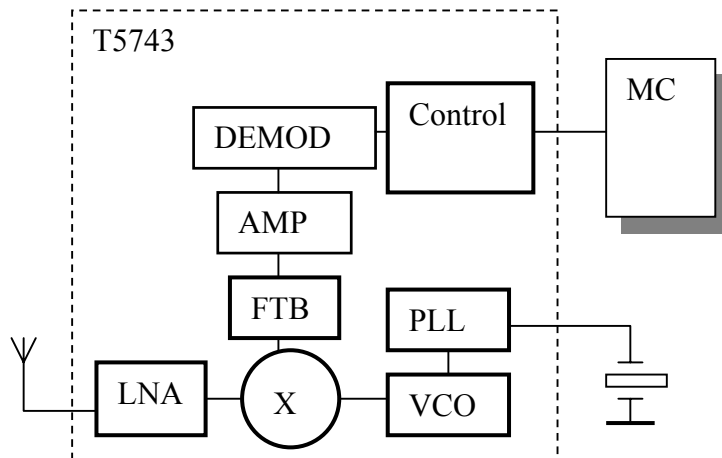 T5743
MC
Control
DEMOD
AMP
FTB
PLL
LNA
X
VCO